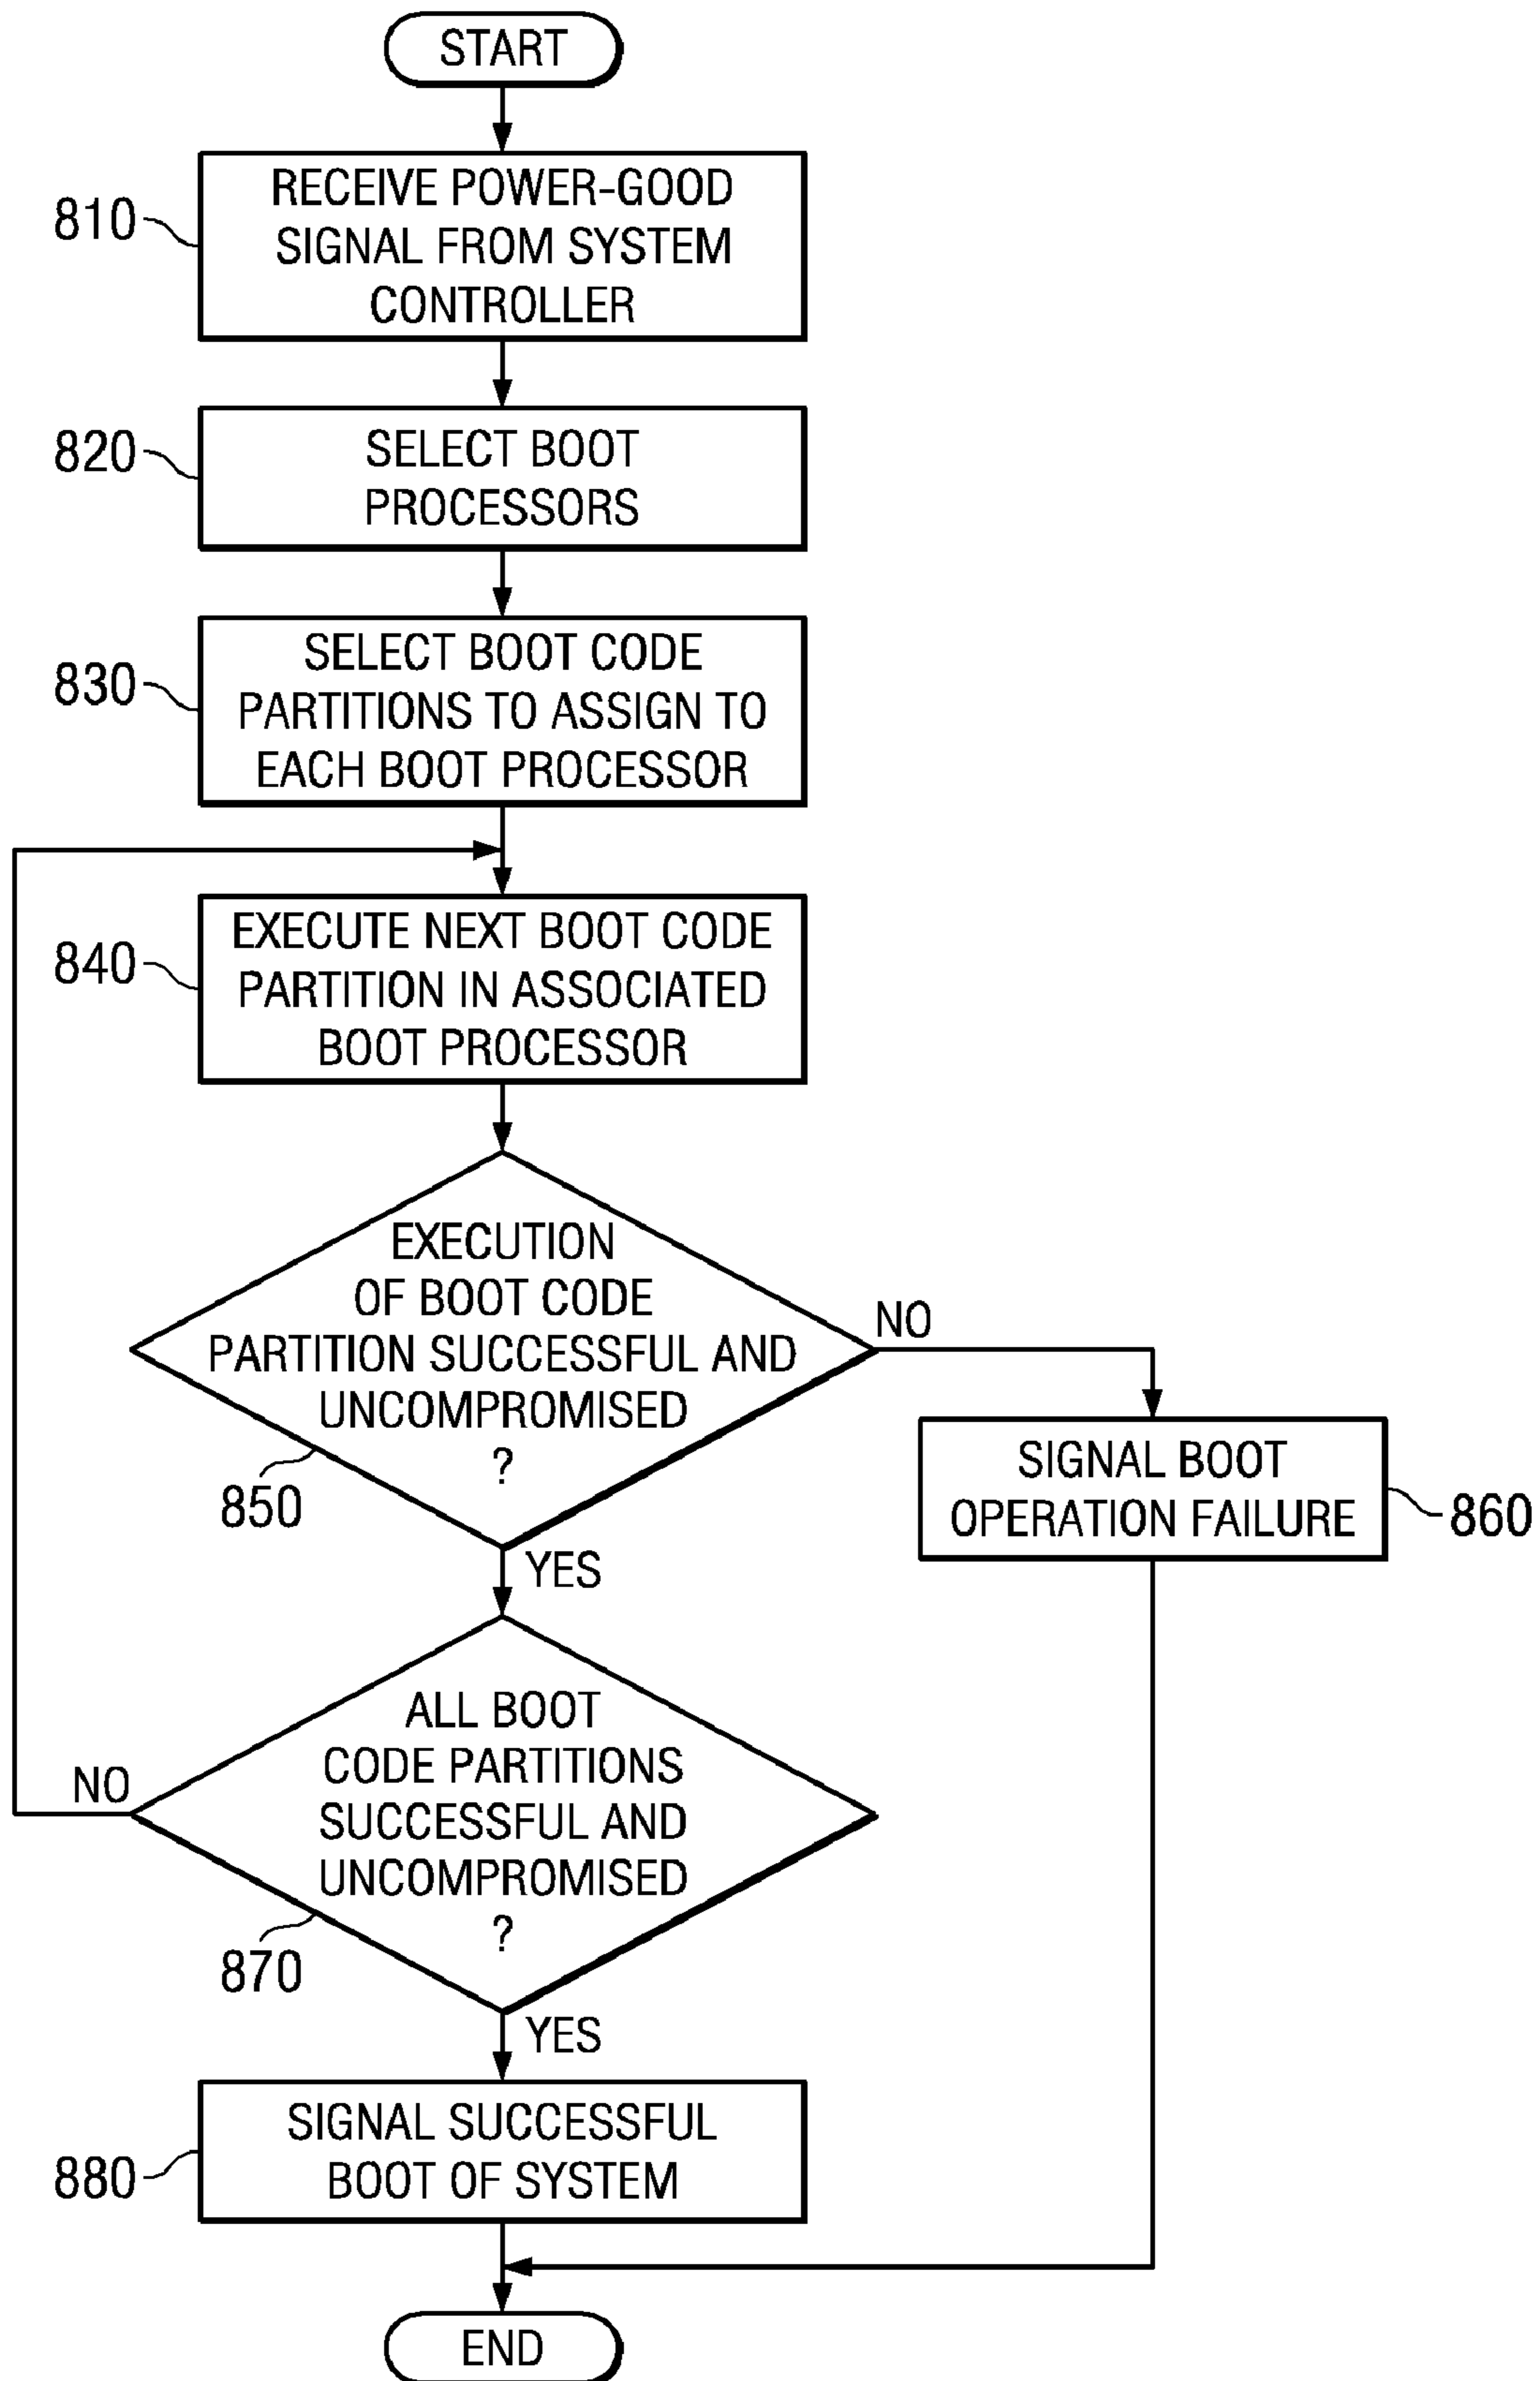 START
RECEIVE POWER-GOOD
SIGNAL FROM SYSTEM
CONTROLLER
810
SELECT BOOT
PROCESSORS
820
SELECT BOOT CODE
PARTITIONS TO ASSIGN TO
EACH BOOT PROCESSOR
830
EXECUTE NEXT BOOT CODE
PARTITION IN ASSOCIATED
BOOT PROCESSOR
840
EXECUTION
OF BOOT CODE
PARTITION SUCCESSFUL AND
UNCOMPROMISED
?
850
NO
SIGNAL BOOT
OPERATION FAILURE
860
YES
ALL BOOT
CODE PARTITIONS
SUCCESSFUL AND
UNCOMPROMISED
?
870
NO
YES
SIGNAL SUCCESSFUL
BOOT OF SYSTEM
880
END